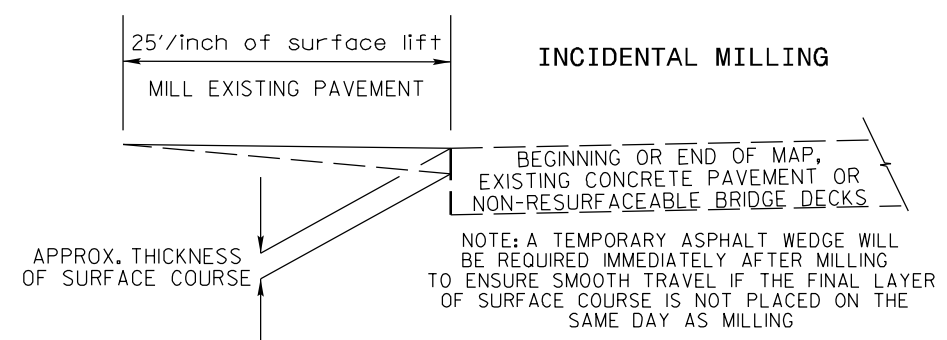 25'/inch of surface lift
INCIDENTAL MILLING
MILL EXISTING PAVEMENT
BEGINNING OR END OF MAP,
EXISTING CONCRETE PAVEMENT OR
NON-RESURFACEABLE BRIDGE DECKS
APPROX. THICKNESS
OF SURFACE COURSE
NOTE: A TEMPORARY ASPHALT WEDGE WILL
BE REQUIRED IMMEDIATELY AFTER MILLING
TO ENSURE SMOOTH TRAVEL IF THE FINAL LAYER
OF SURFACE COURSE IS NOT PLACED ON THE
SAME DAY AS MILLING